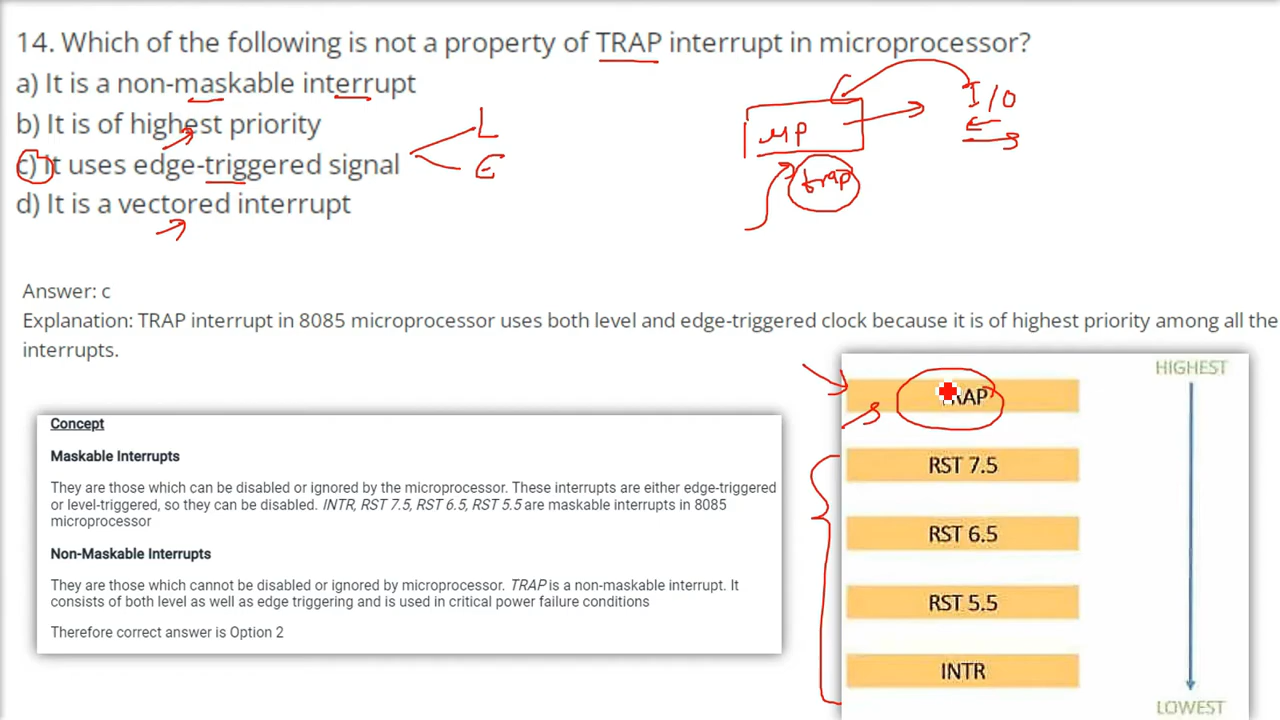 14. Which of the following is not a property of TRAP interrupt in microprocessor?
a) It is a non-maskable interrupt
b) It is of highest priority
c) It uses edge-triggered signal
d) It is a vectored interrupt
L
E
μP
trap
I/O
Answer: c
Explanation: TRAP interrupt in 8085 microprocessor uses both level and edge-triggered clock because it is of highest priority among all the
interrupts.
Concept
Maskable Interrupts
They are those which can be disabled or ignored by the microprocessor. These interrupts are either edge-triggered
or level-triggered, so they can be disabled. INTR, RST 7.5, RST 6.5, RST 5.5 are maskable interrupts in 8085
microprocessor
Non-Maskable Interrupts
They are those which cannot be disabled or ignored by microprocessor. TRAP is a non-maskable interrupt. It
consists of both level as well as edge triggering and is used in critical power failure conditions
Therefore correct answer is Option 2
HIGHEST
TRAP
RST 7.5
RST 6.5
RST 5.5
INTR
LOWEST